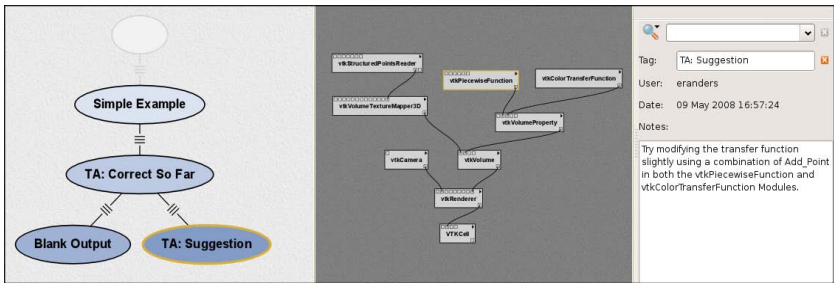 Simple Example
TA: Correct So Far
Blank Output
TA: Suggestion
vtkStructuredPointsReader
vtkPiecewiseFunction
vtkColorTransferFunction
vtkVolumeTextureMapper3D
vtkVolumeProperty
vtkCamera
vtkVolume
vtkRenderer
VTKCell
Tag: TA: Suggestion
User: eranders
Date: 09 May 2008 16:57:24
Notes:
Try modifying the transfer function
slightly using a combination of Add_Point
in both the vtkPiecewiseFunction and
vtkColorTransferFunction Modules.